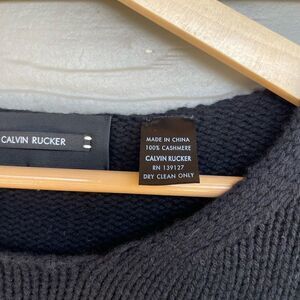 CALVIN RUCKER
MADE IN CHINA
100% CASHMERE
CALVIN RUCKER
RN 139127
DRY CLEAN ONLY